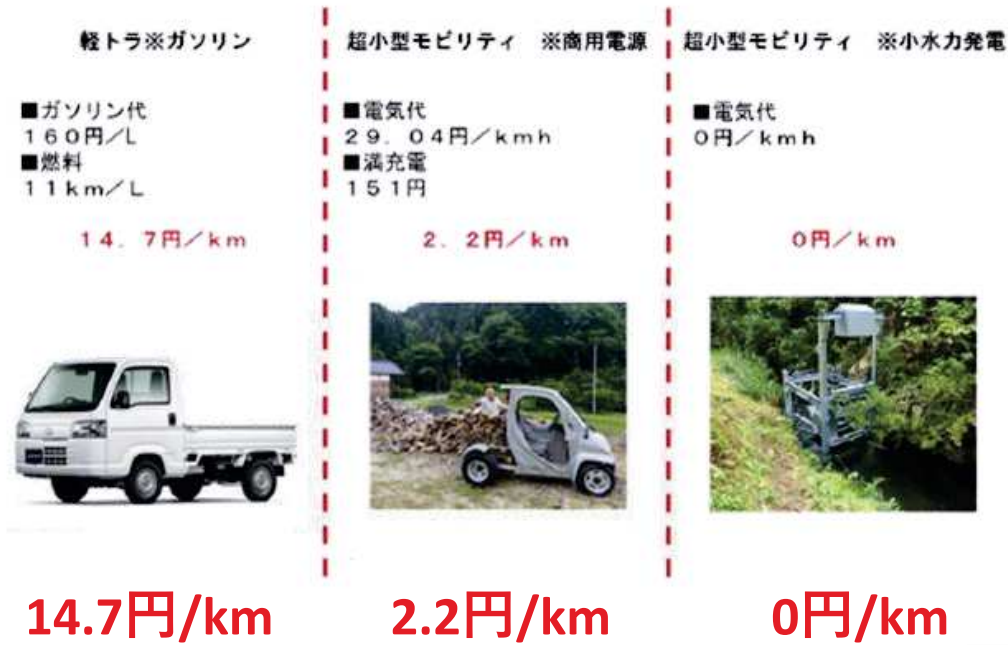 軽トラ※ガソリン
■ガソリン代
160円/L
■燃料
11km/L
14.7円/km
超小型モビリティ ※商用電源
■電気代
29.04円/kmh
■満充電
151円
2.2円/km
超小型モビリティ ※小水力発電
■電気代
0円/kmh
0円/km
14.7円/km
2.2円/km
0円/km